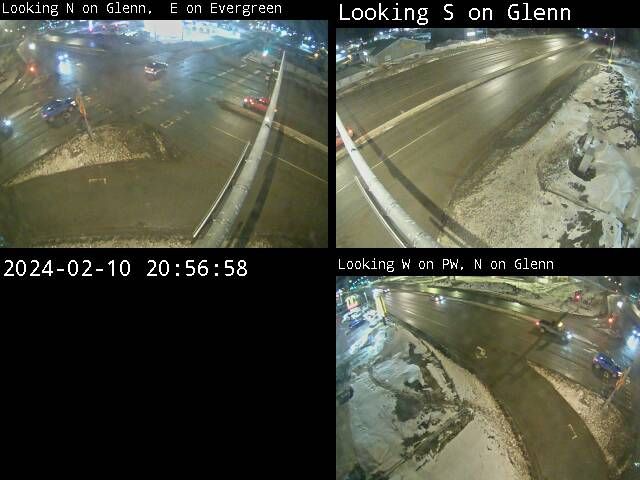 Looking N on Glenn,  E on Evergreen
Looking S on Glenn
2024-02-10 20:56:58
Looking W on PW, N on Glenn